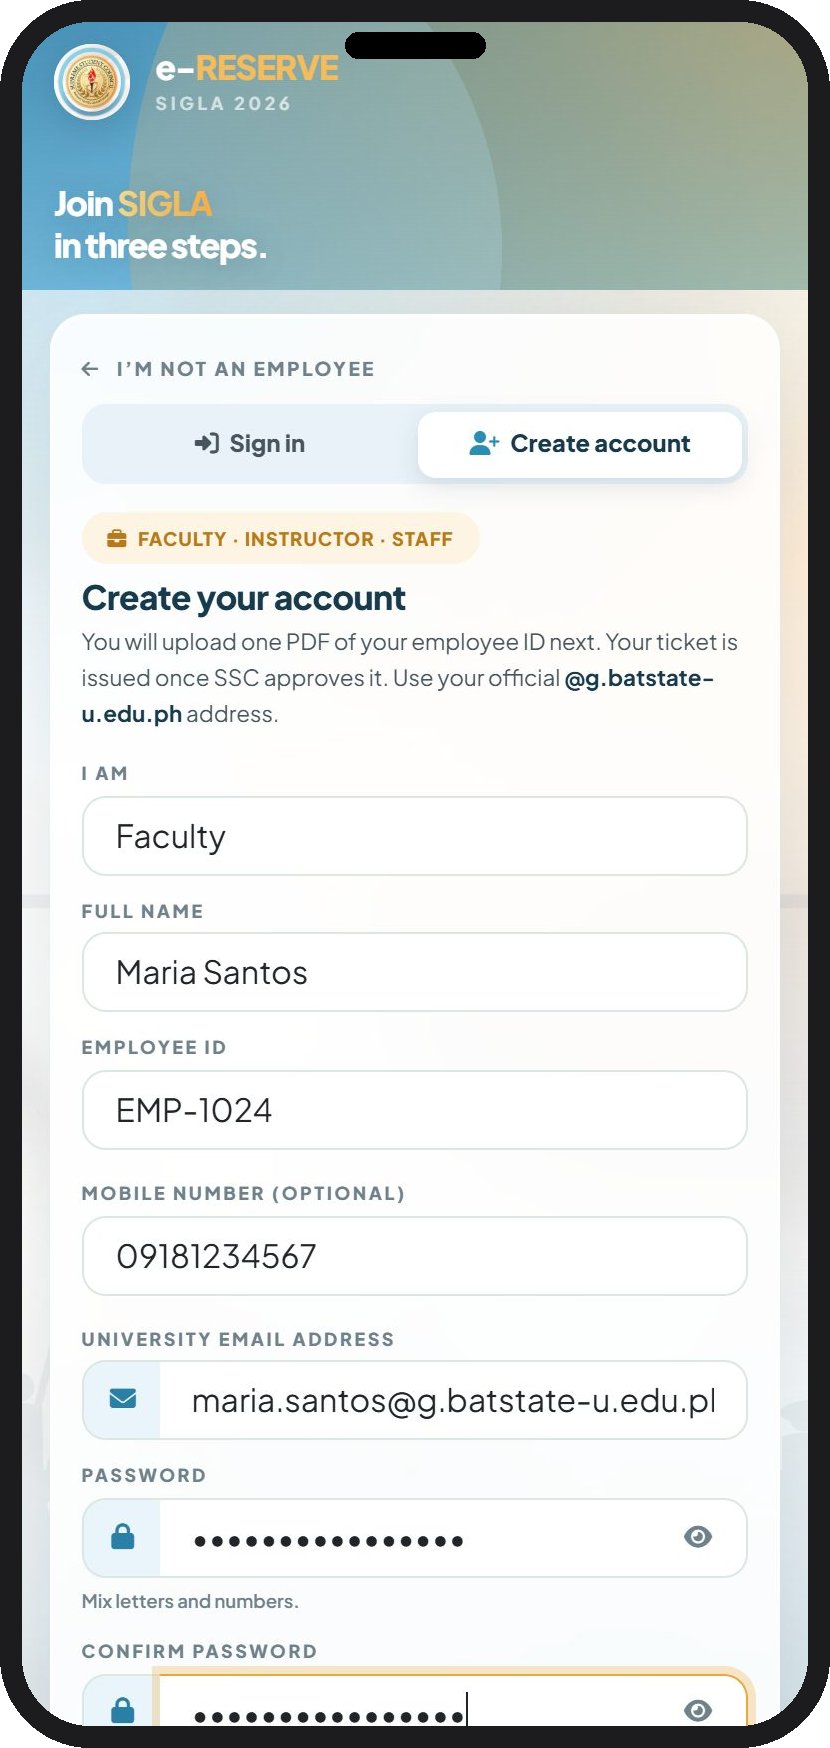 e-RESERVE
SIGLA 2026
Join SIGLA
in three steps.
I'M NOT AN EMPLOYEE
Sign in
Create account
FACULTY · INSTRUCTOR · STAFF
Create your account
You will upload one PDF of your employee ID next. Your ticket is
issued once SSC approves it. Use your official @g.batstate-
u.edu.ph address.
I AM
Faculty
FULL NAME
Maria Santos
EMPLOYEE ID
EMP-1024
MOBILE NUMBER (OPTIONAL)
09181234567
UNIVERSITY EMAIL ADDRESS
maria.santos@g.batstate-u.edu.p
PASSWORD
••••••••••••••••
Mix letters and numbers.
CONFIRM PASSWORD
••••••••••••••••